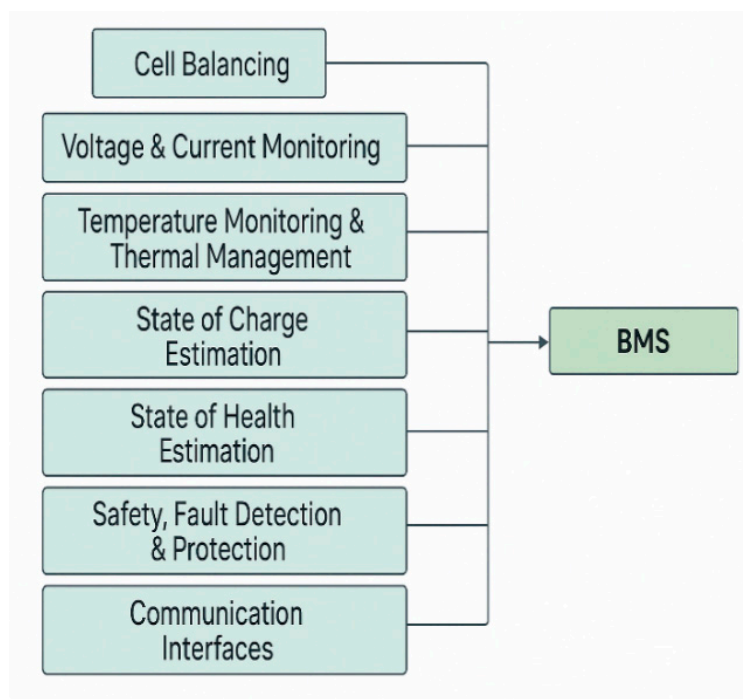 Cell Balancing
Voltage & Current Monitoring
Temperature Monitoring &
Thermal Management
State of Charge
Estimation
State of Health
Estimation
Safety, Fault Detection
& Protection
Communication
Interfaces
BMS